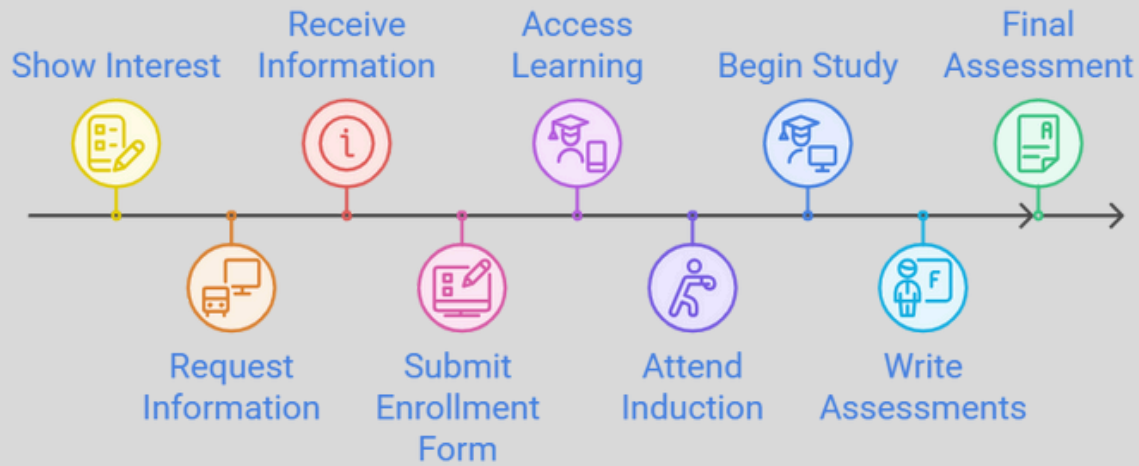 Show Interest
Receive
Information
Access
Learning
Begin Study
Final
Assessment
i
A
F
Request
Information
Submit
Enrollment
Form
Attend
Induction
Write
Assessments